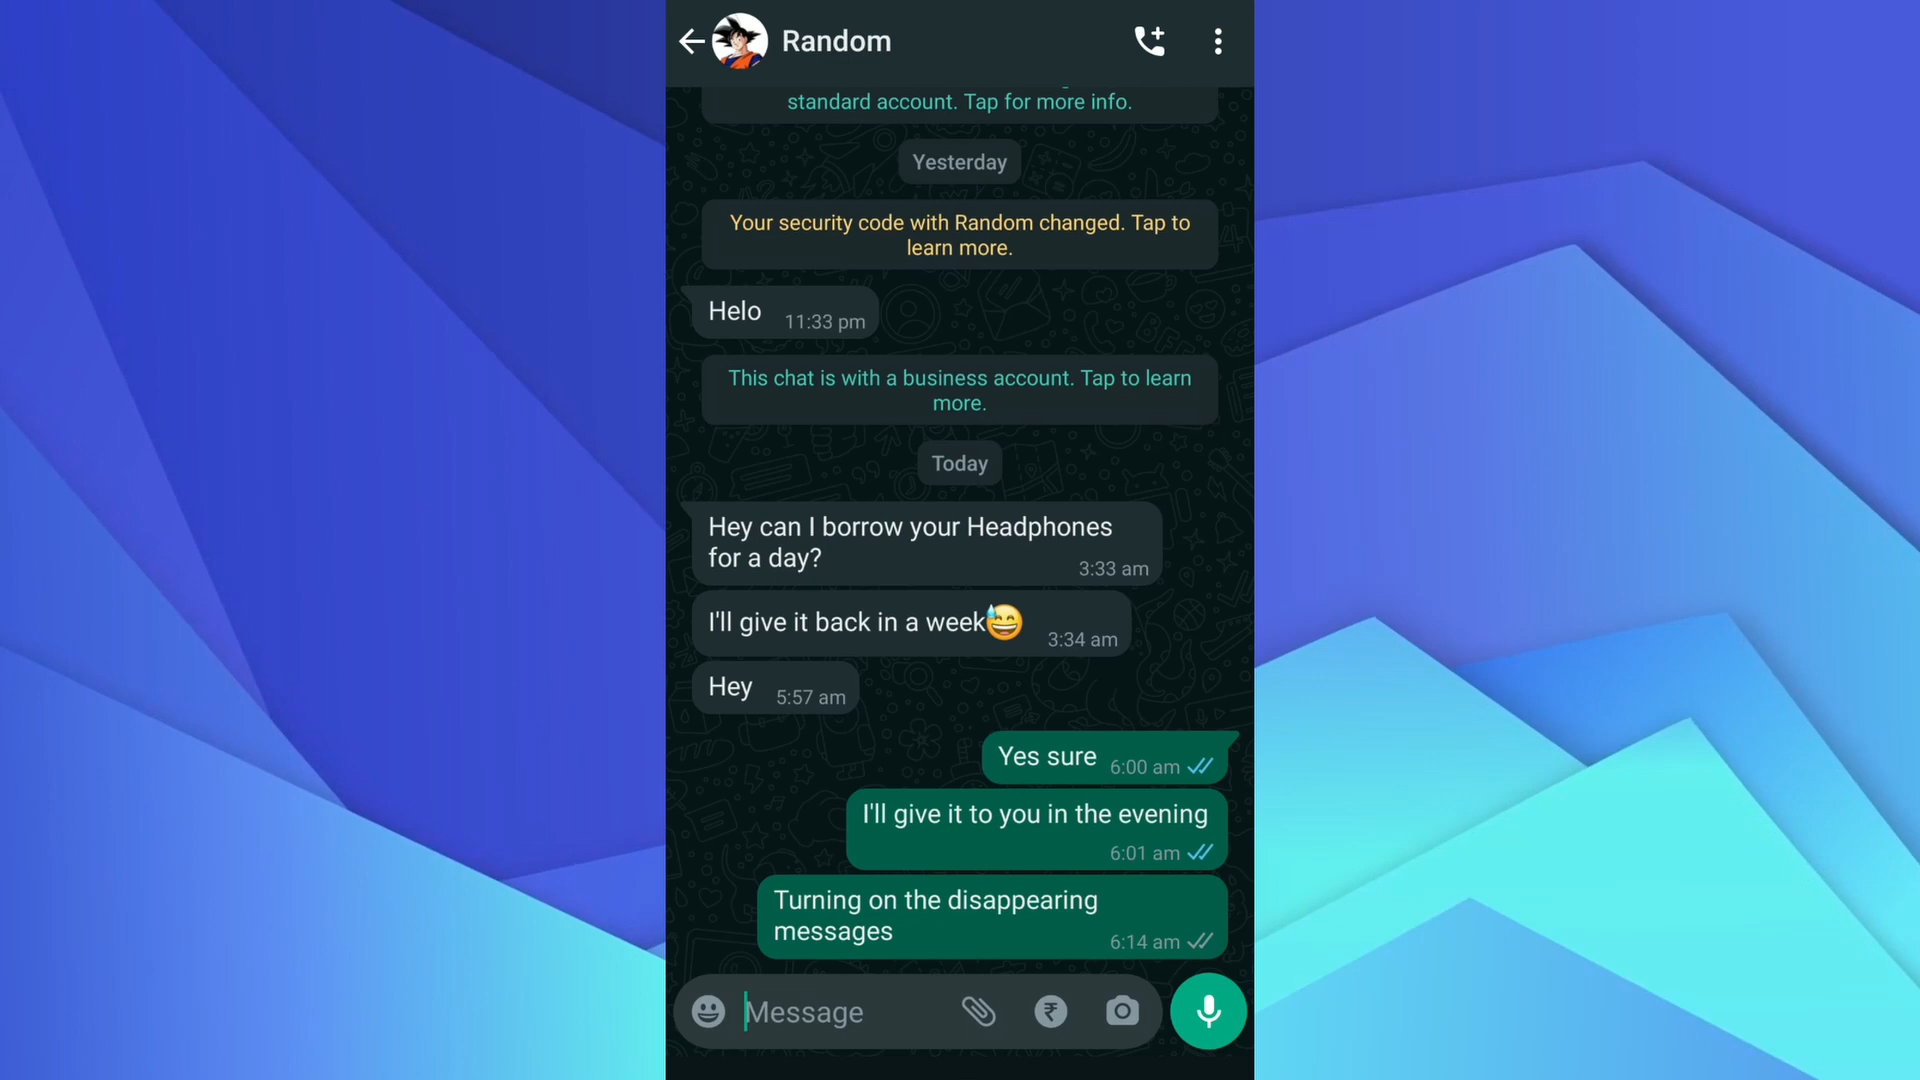 Random
standard account. Tap for more info.
Yesterday
Your security code with Random changed. Tap to
learn more.
Helo 11:33 pm
This chat is with a business account. Tap to learn
more.
Today
Hey can I borrow your Headphones
for a day? 3:33 am
I'll give it back in a week😅 3:34 am
Hey 5:57 am
Yes sure 6:00 am
I'll give it to you in the evening
6:01 am
Turning on the disappearing
messages 6:14 am
Message